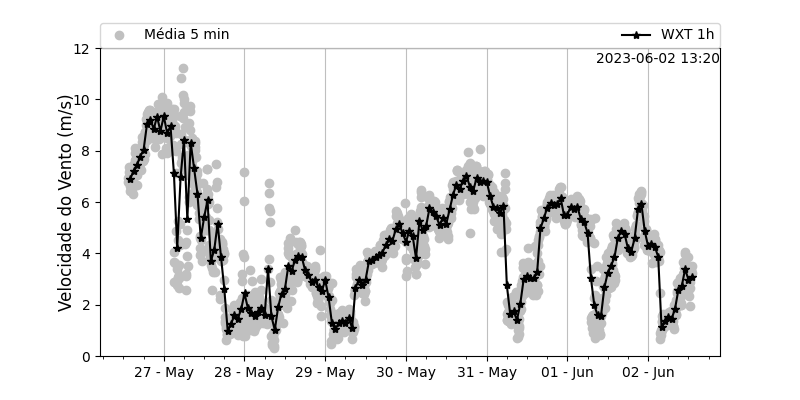 Média 5 min
WXT 1h
2023-06-02 13:20
Velocidade do Vento (m/s)
12
10
8
6
4
2
0
27 - May
28 - May
29 - May
30 - May
31 - May
01 - Jun
02 - Jun